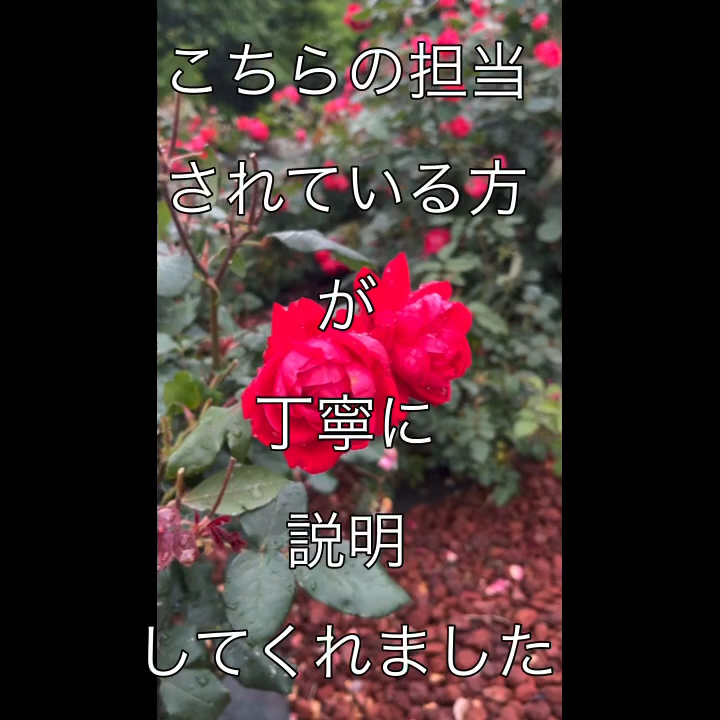 こちらの担当
されている方
が
丁寧に
説明
してくれました